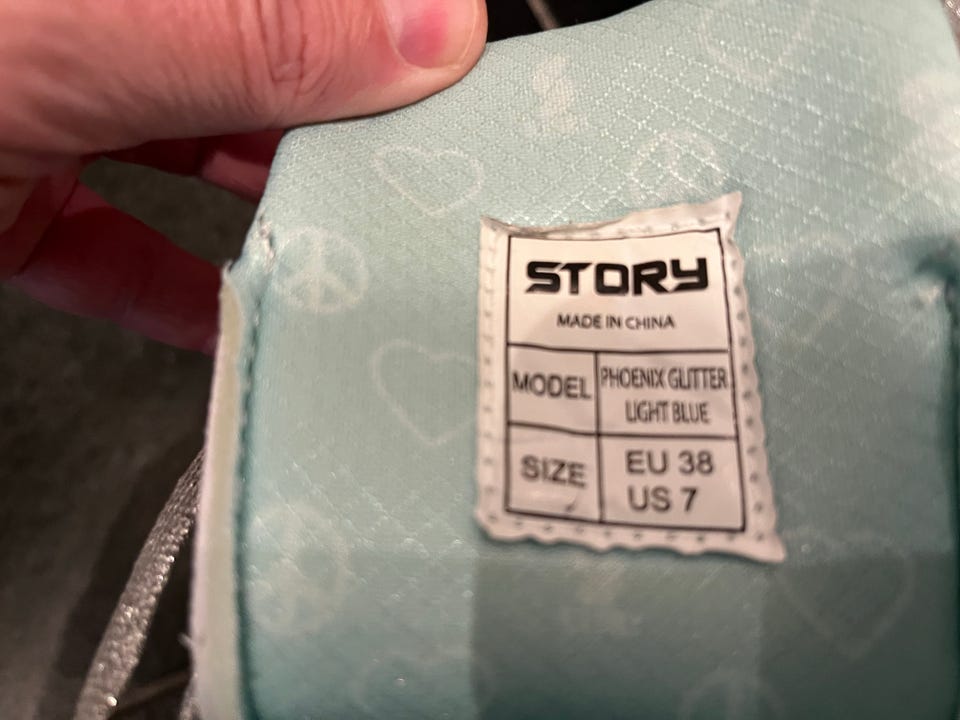 STORY
MADE IN CHINA
MODEL PHOENIX GLITTER
LIGHT BLUE
SIZE EU 38
US 7